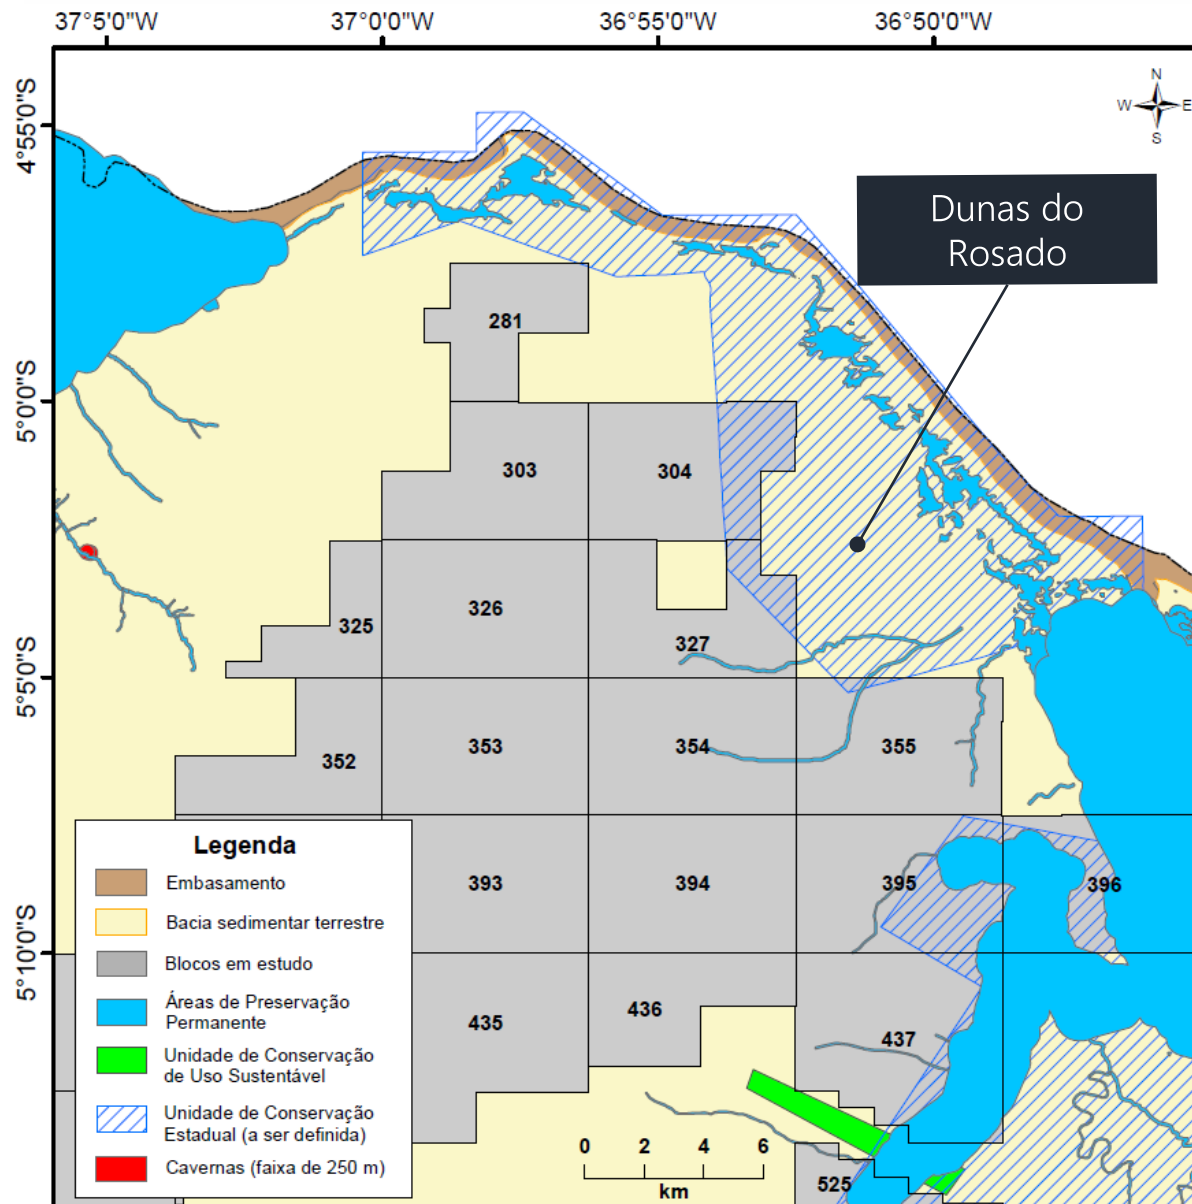 37°5'0"W
37°0'0"W
36°55'0"W
36°50'0"W
4°55'0"S
5°0'0"S
5°5'0"S
5°10'0"S
N
W
E
S
Dunas do
Rosado
281
303
304
326
325
327
353
354
355
352
393
394
395
396
435
436
437
525
Legenda
Embasamento
Bacia sedimentar terrestre
Blocos em estudo
Áreas de Preservação
Permanente
Unidade de Conservação
de Uso Sustentável
Unidade de Conservação
Estadual (a ser definida)
Cavernas (faixa de 250 m)
0 2 4 6
km